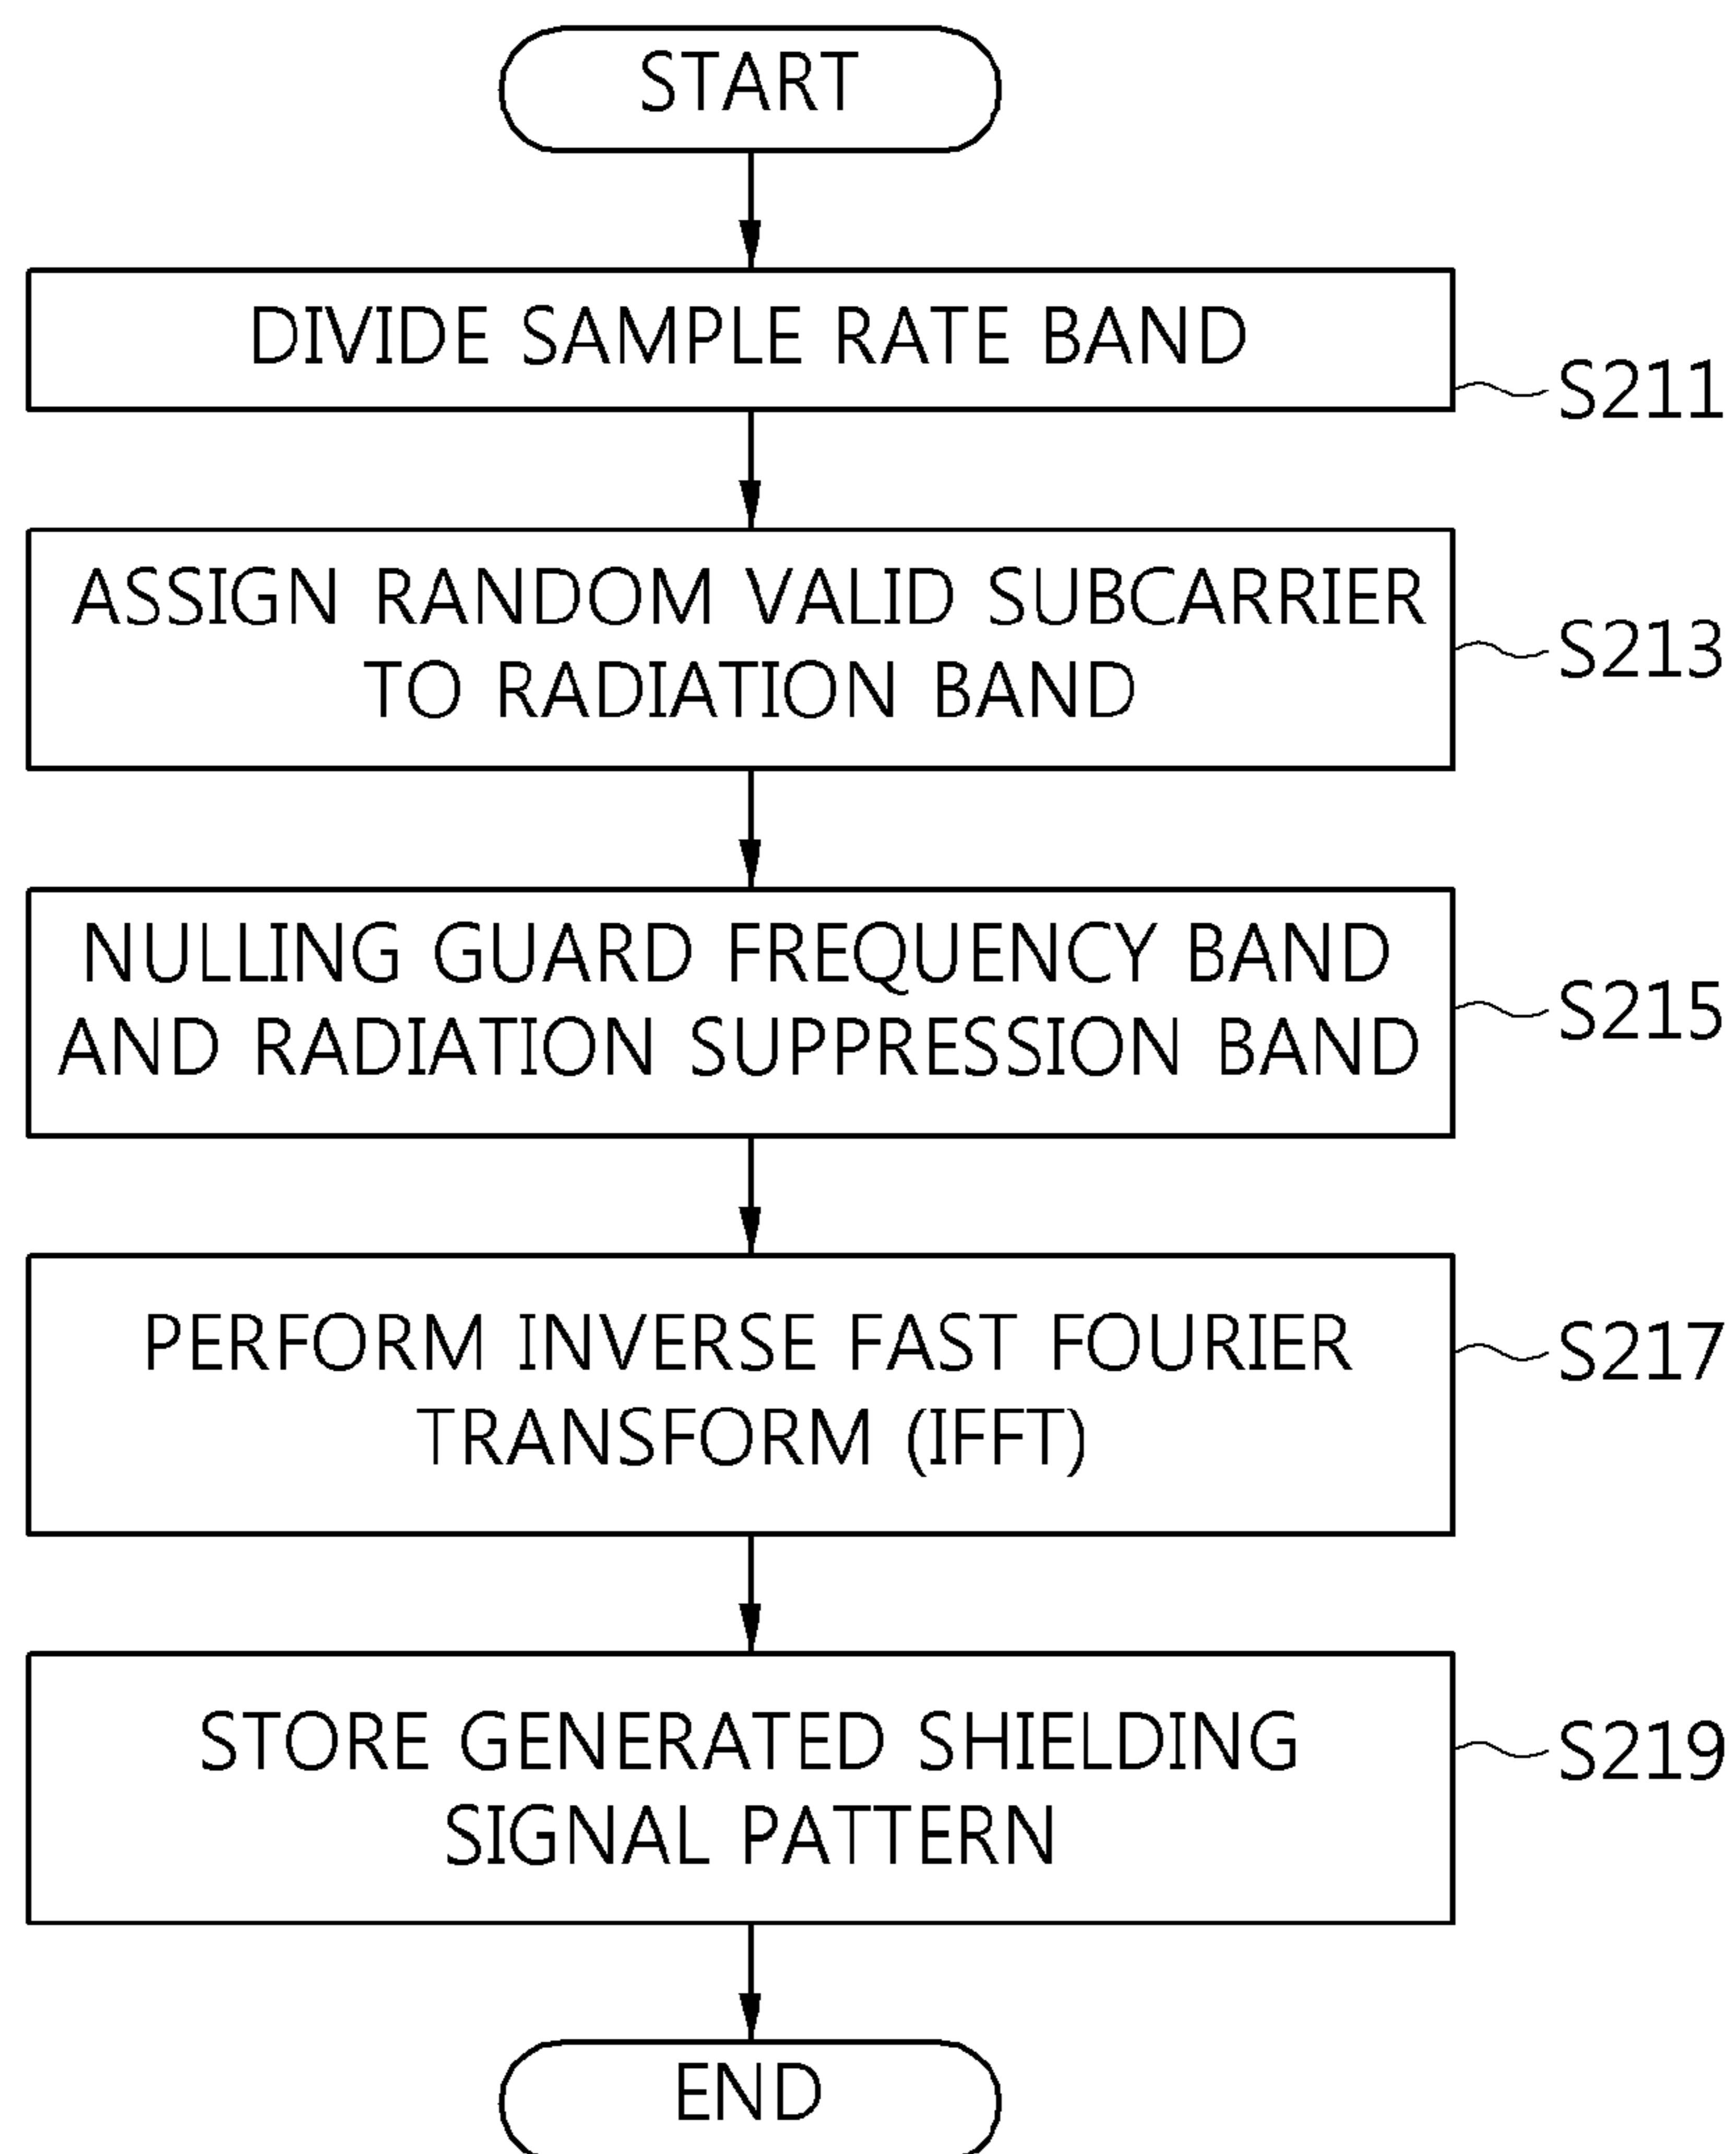 START
DIVIDE SAMPLE RATE BAND
S211
ASSIGN RANDOM VALID SUBCARRIER
TO RADIATION BAND
S213
NULLING GUARD FREQUENCY BAND
AND RADIATION SUPPRESSION BAND
S215
PERFORM INVERSE FAST FOURIER
TRANSFORM (IFFT)
S217
STORE GENERATED SHIELDING
SIGNAL PATTERN
S219
END